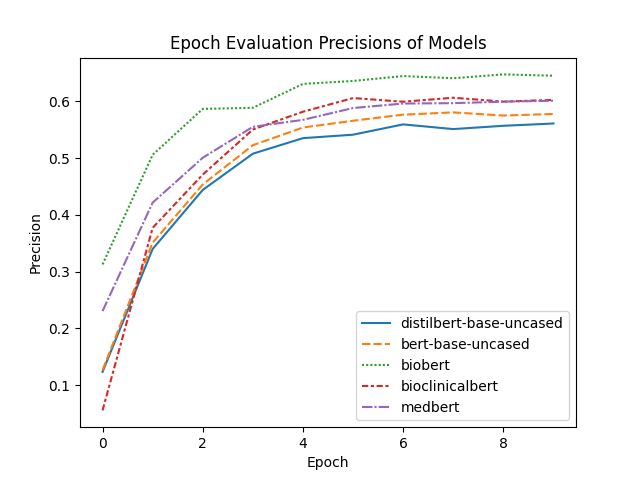 Epoch Evaluation Precisions of Models
Precision
0.6
0.5
0.4
0.3
0.2
0.1
distilbert-base-uncased
bert-base-uncased
biobert
bioclinicalbert
medbert
0 2 4 6 8
Epoch